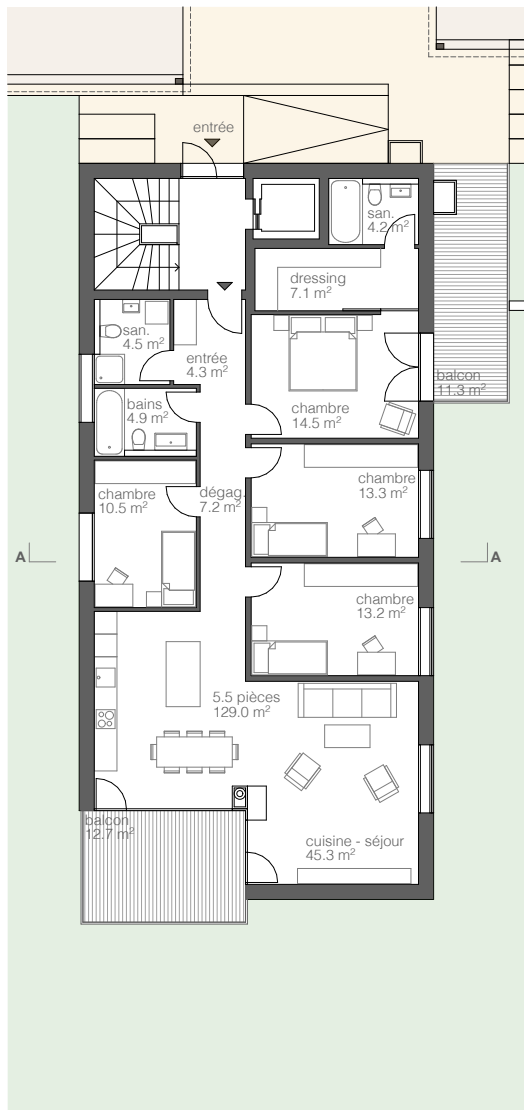 entrée
san.
4.2 m²
dressing
7.1 m²
san.
4.5 m²
entrée
4.3 m²
balcon
11.3 m²
bains
4.9 m²
chambre
14.5 m²
chambre
10.5 m²
dégag.
7.2 m²
chambre
13.3 m²
A
A
chambre
13.2 m²
5.5 pièces
129.0 m²
balcon
12.7 m²
cuisine - séjour
45.3 m²